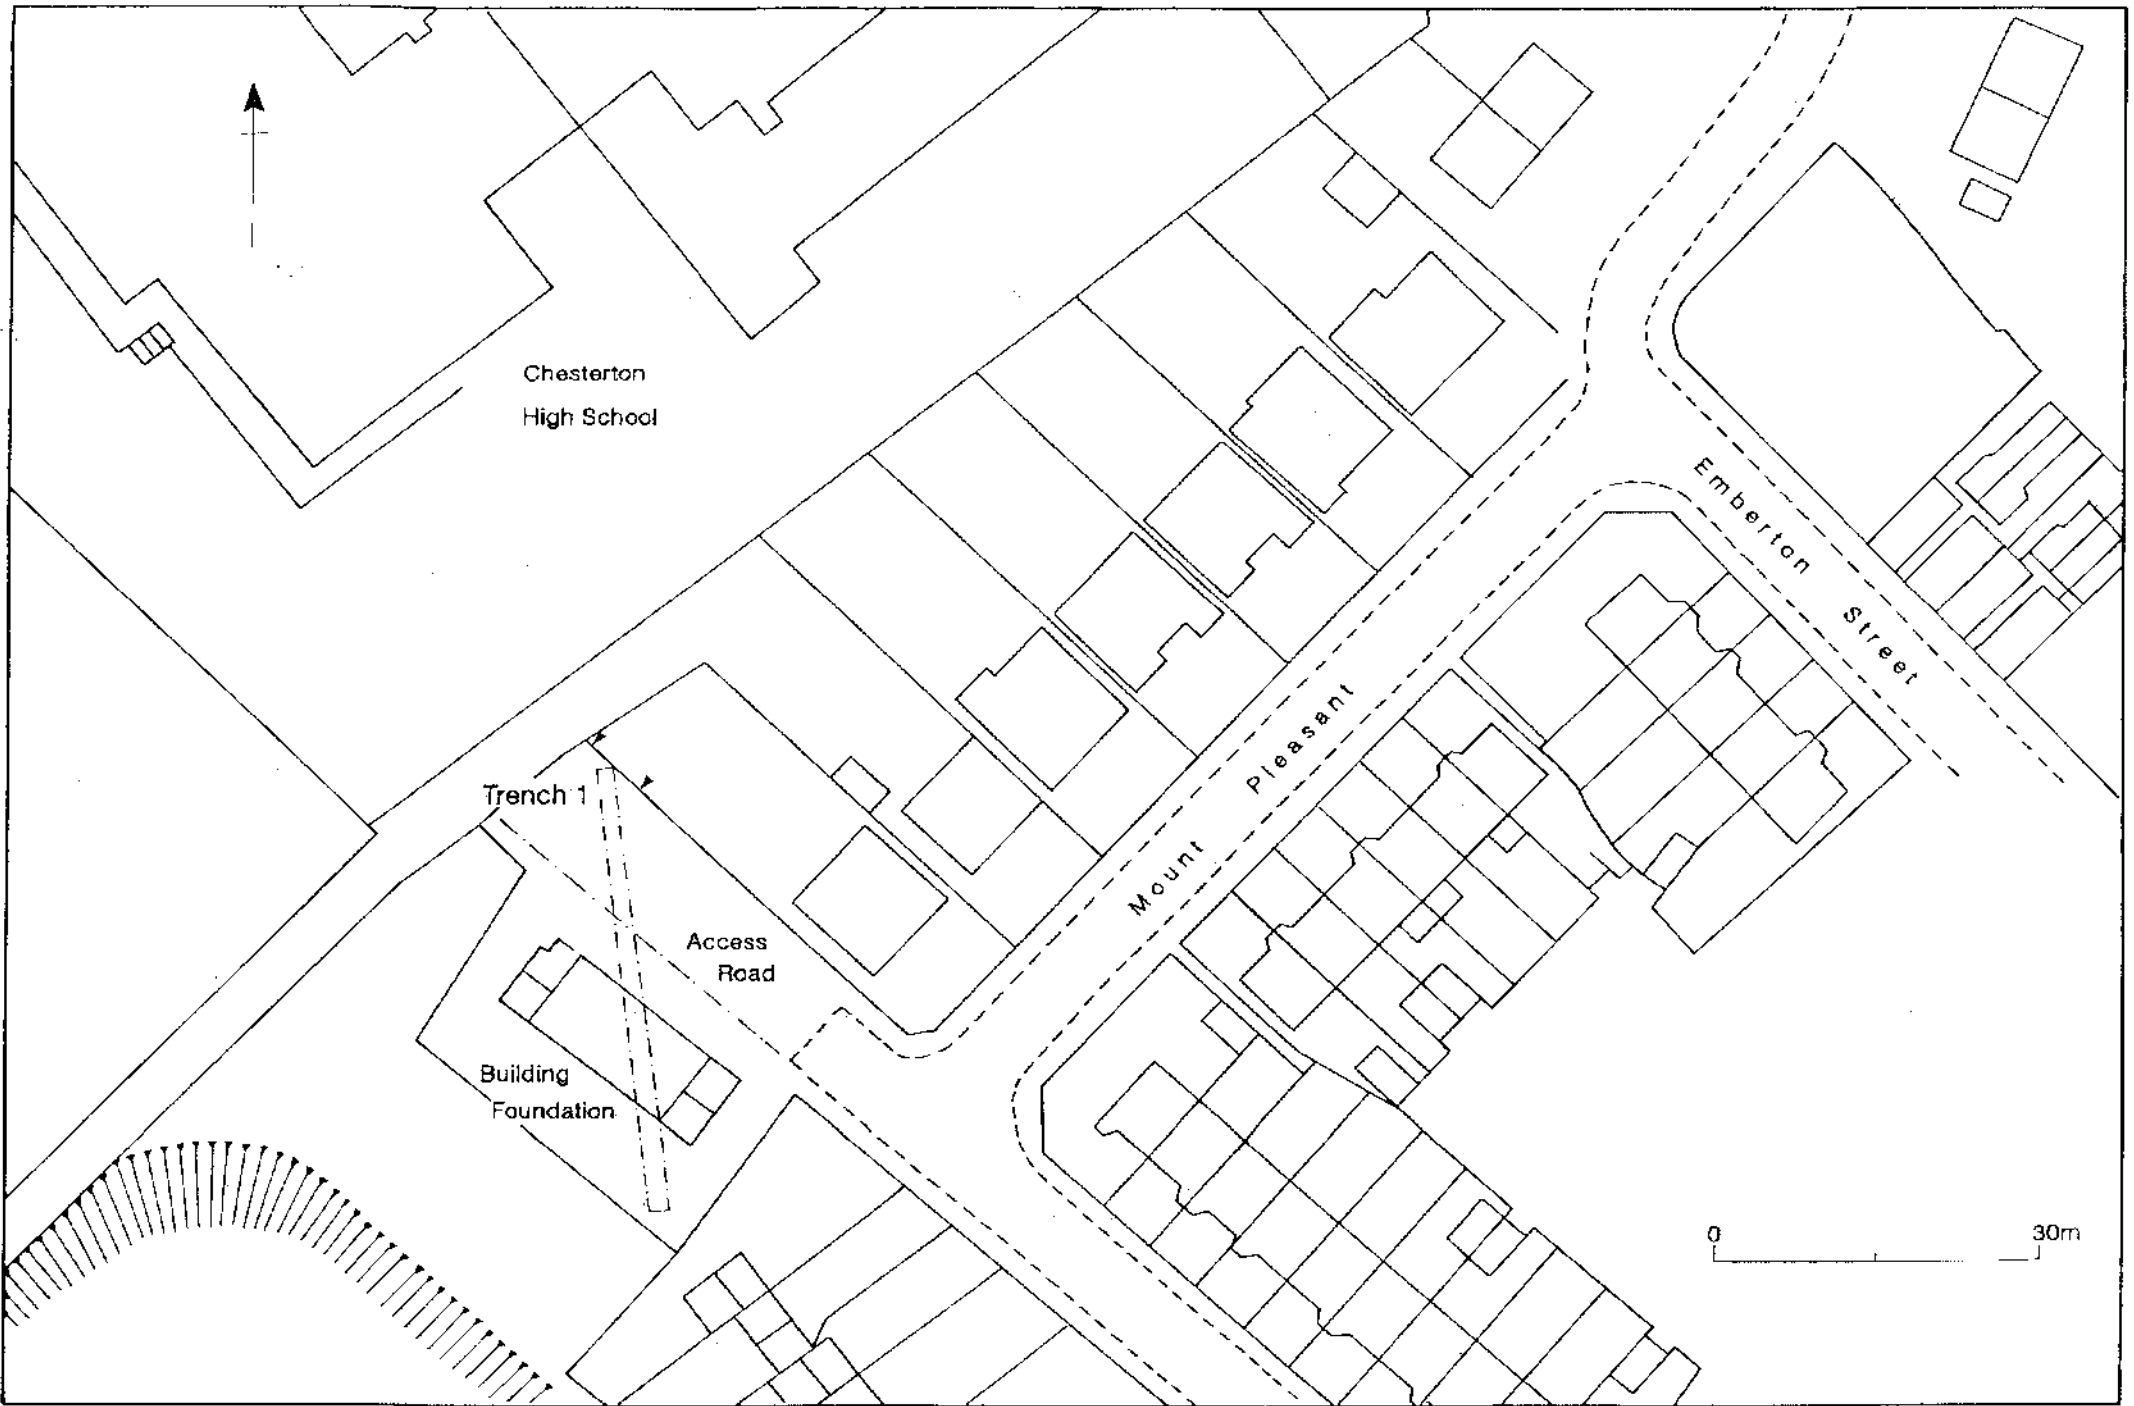 Chesterton
High School
Emberton Street
Mount Pleasant
Trench 1
Access
Road
Building
Foundation
0 30m